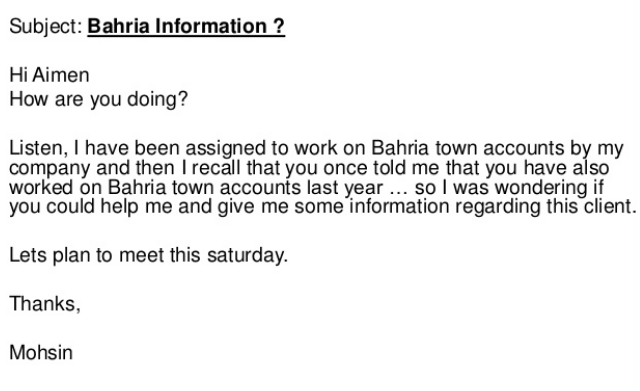 Subject: Bahria Information ?
Hi Aimen
How are you doing?
Listen, I have been assigned to work on Bahria town accounts by my
company and then I recall that you once told me that you have also
worked on Bahria town accounts last year ... so I was wondering if
you could help me and give me some information regarding this client.
Lets plan to meet this saturday.
Thanks,
Mohsin